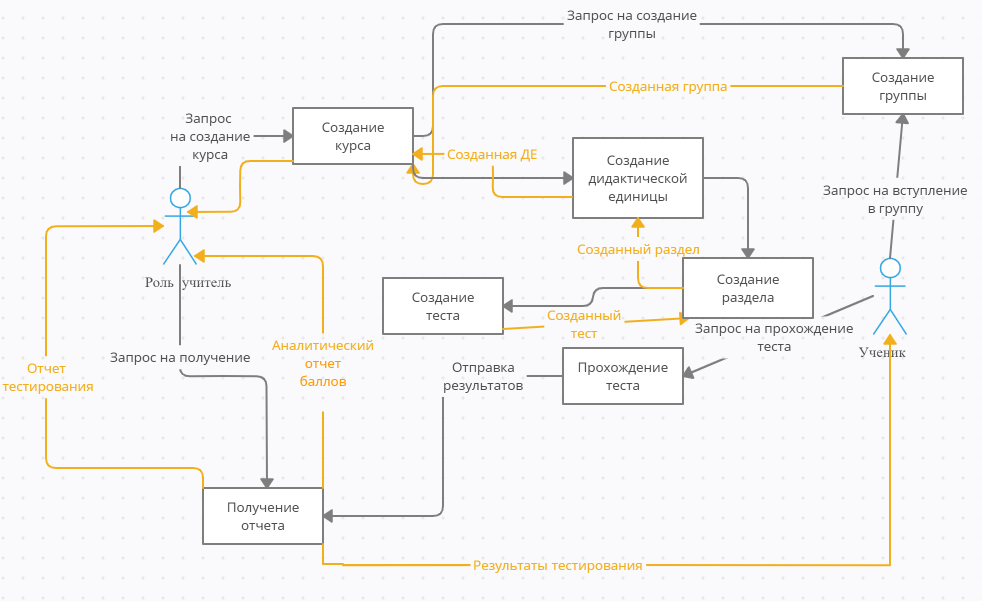 Запрос на создание
группы
Создание
группы
Созданная группа
Запрос
на создание
курса
Создание
курса
Созданная ДЕ
Создание
дидактической
единицы
Запрос на вступление
в группу
Созданный раздел
Роль учитель
Создание
теста
Создание
раздела
Созданный
тест
Запрос на прохождение
теста
Ученик
Запрос на получение
Аналитический
отчет
баллов
Отчет
тестирования
Отправка
результатов
Прохождение
теста
Получение
отчета
Результаты тестирования